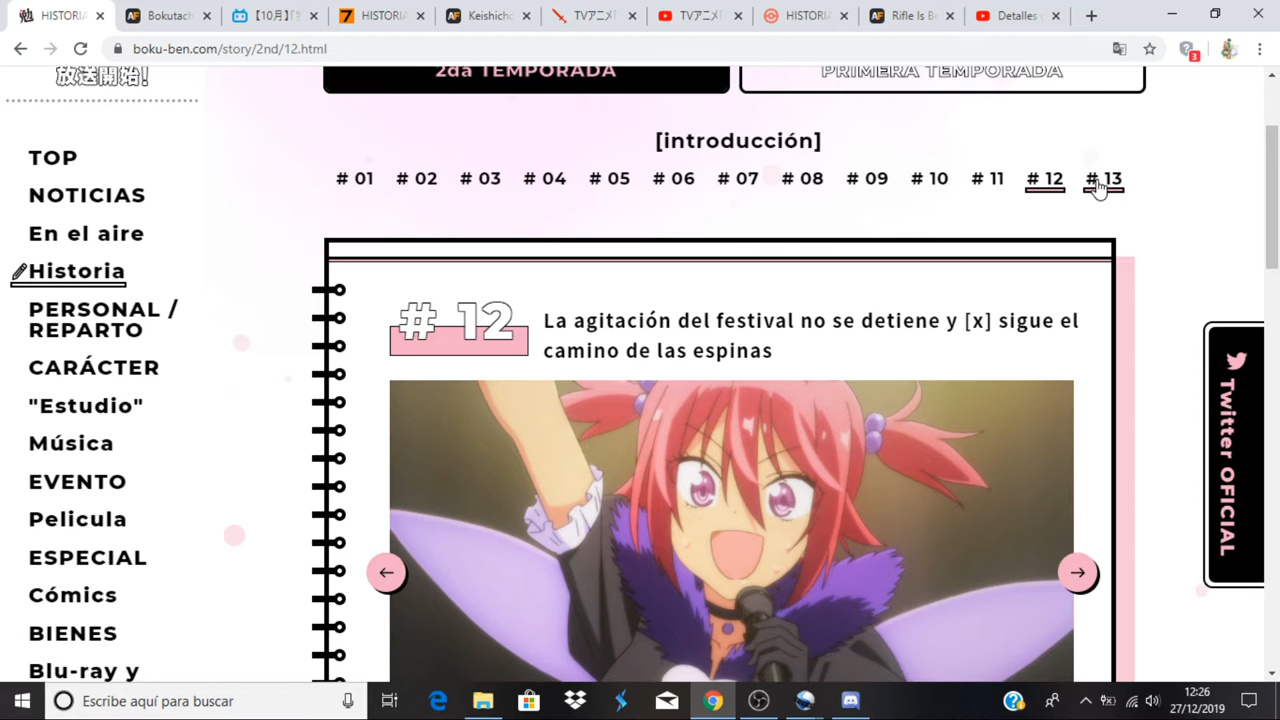 HISTORI
Bokutach
【10月】『
HISTORI
Keishicho
TVアニメ『
TVアニメ『
HISTORI
Rifle Is Be
Detalles
boku-ben.com/story/2nd/12.html
3
放送開始!
2da TEMPORADA
PRIMERA TEMPORADA
[introducción]
# 01 # 02 # 03 # 04 # 05 # 06 # 07 # 08 # 09 # 10 # 11 # 12 # 13
TOP
NOTICIAS
En el aire
Historia
PERSONAL /
REPARTO
CARÁCTER
"Estudio"
Música
EVENTO
Pelicula
ESPECIAL
Cómics
BIENES
Blu-ray y
# 12
La agitación del festival no se detiene y [x] sigue el
camino de las espinas
Twitter OFICIAL
Escribe aquí para buscar
12:26
27/12/2019